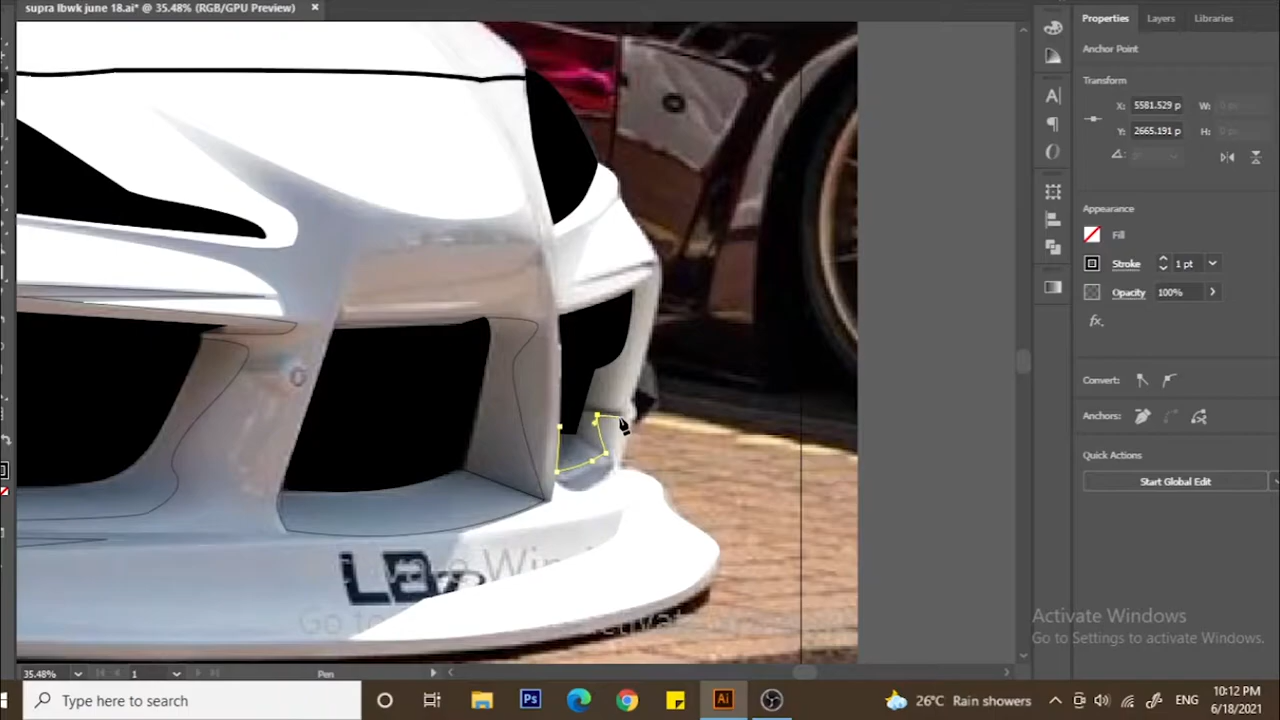 supra lbwk june 18.ai* @ 35.48% (RGB/GPU Preview) ×
Properties Layers Libraries
Anchor Point
Transform
X: 5581.529 p W:
Y: 2665.191 p H:
Appearance
Fill
Stroke 1 pt
Opacity 100%
fx.
Convert:
Anchors:
Quick Actions
Start Global Edit
LB
Activate Windows
Go to Settings to activate Windows.
35.48% 1 Pen
Type here to search
Ps
Ai
26°C Rain showers
ENG
10:12 PM
6/18/2021